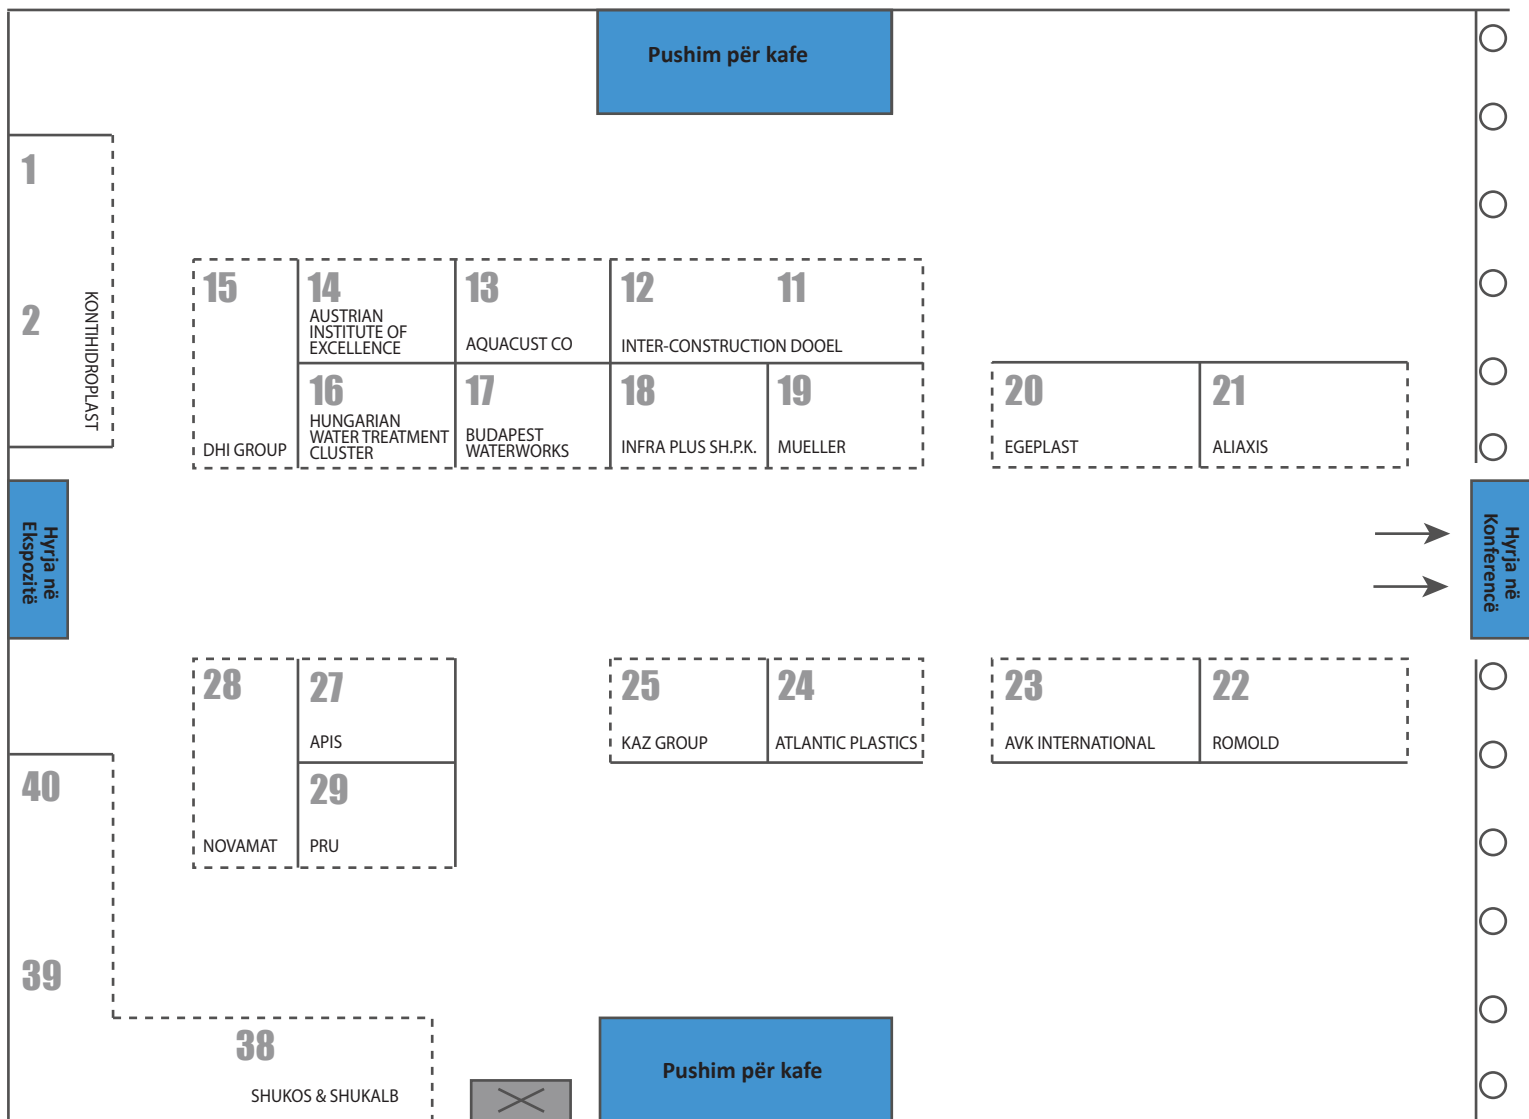 Pushim për kafe
1
2
KONTIHIDROPLAST
15
DHI GROUP
14
AUSTRIAN
INSTITUTE OF
EXCELLENCE
13
AQUACUST CO
12
11
INTER-CONSTRUCTION DOOEL
16
HUNGARIAN
WATER TREATMENT
CLUSTER
17
BUDAPEST
WATERWORKS
18
INFRA PLUS SH.P.K.
19
MUELLER
20
EGEPLAST
21
ALIAXIS
Hyrja në
Ekspozitë
Hyrja në
Konferencë
28
NOVAMAT
27
APIS
29
PRU
25
KAZ GROUP
24
ATLANTIC PLASTICS
23
AVK INTERNATIONAL
22
ROMOLD
40
39
38
SHUKOS & SHUKALB
Pushim për kafe